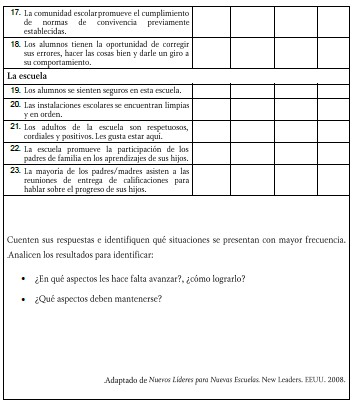 17. La comunidad escolar promueve el cumplimiento
de normas de convivencia previamente
establecidas.
18. Los alumnos tienen la oportunidad de corregir
sus errores, hacer las cosas bien y darle un giro a
su comportamiento.
La escuela
19. Los alumnos se sienten seguros en esta escuela.
20. Las instalaciones escolares se encuentran limpias
y en orden.
21. Los adultos de la escuela son respetuosos,
cordiales y positivos. Les gusta estar aquí.
22. La escuela promueve la participación de los
padres de familia en los aprendizajes de sus hijos.
23. La mayoría de los padres/madres asisten a las
reuniones de entrega de calificaciones para
hablar sobre el progreso de sus hijos.
Cuenten sus respuestas e identifiquen qué situaciones se presentan con mayor frecuencia.
Analicen los resultados para identificar:
• ¿En qué aspectos les hace falta avanzar?, ¿cómo lograrlo?
• ¿Qué aspectos deben mantenerse?
Adaptado de Nuevos Líderes para Nuevas Escuelas. New Leaders. EEUU. 2008.